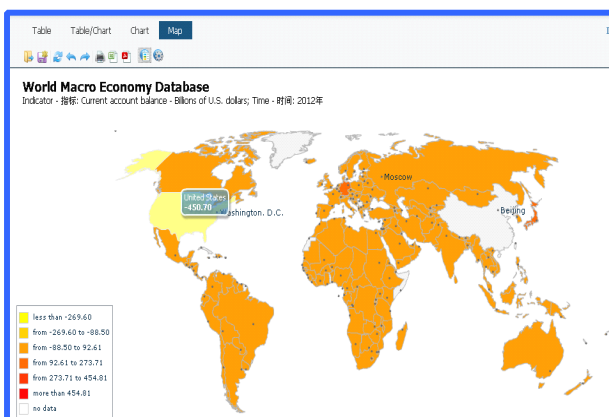 Table Table/Chart Chart Map
World Macro Economy Database
Indicator - 指标: Current account balance - Billions of U.S. dollars; Time - 时间: 2012年
Moscow
United States
-450.70
Washington, D.C.
Beijing
less than -269.60
from -269.60 to -88.50
from -88.50 to 92.61
from 92.61 to 273.71
from 273.71 to 454.81
more than 454.81
no data